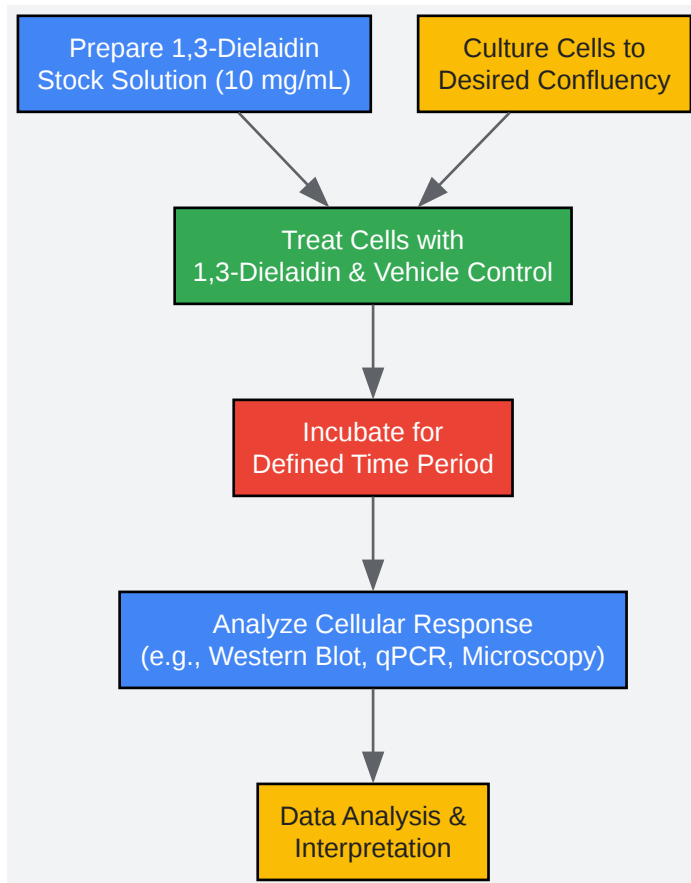 Prepare 1,3-Dielaidin
Stock Solution (10 mg/mL)
Culture Cells to
Desired Confluency
Treat Cells with
1,3-Dielaidin & Vehicle Control
Incubate for
Defined Time Period
Analyze Cellular Response
(e.g., Western Blot, qPCR, Microscopy)
Data Analysis &
Interpretation